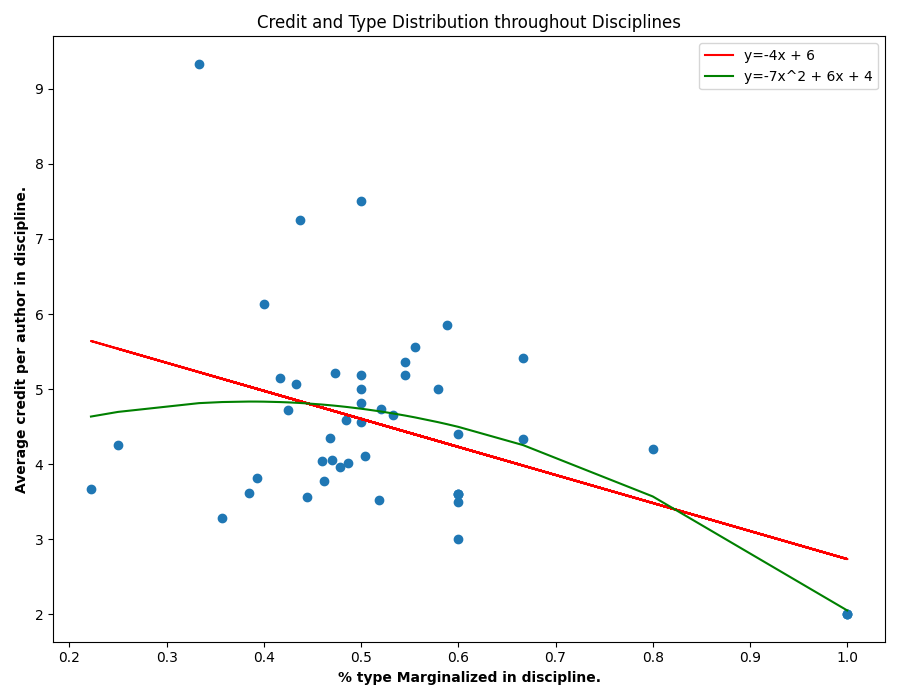 Credit and Type Distribution throughout Disciplines
y=-4x + 6
y=-7x^2 + 6x + 4
Average credit per author in discipline.
9
8
7
6
5
4
3
2
0.2 0.3 0.4 0.5 0.6 0.7 0.8 0.9 1.0
% type Marginalized in discipline.